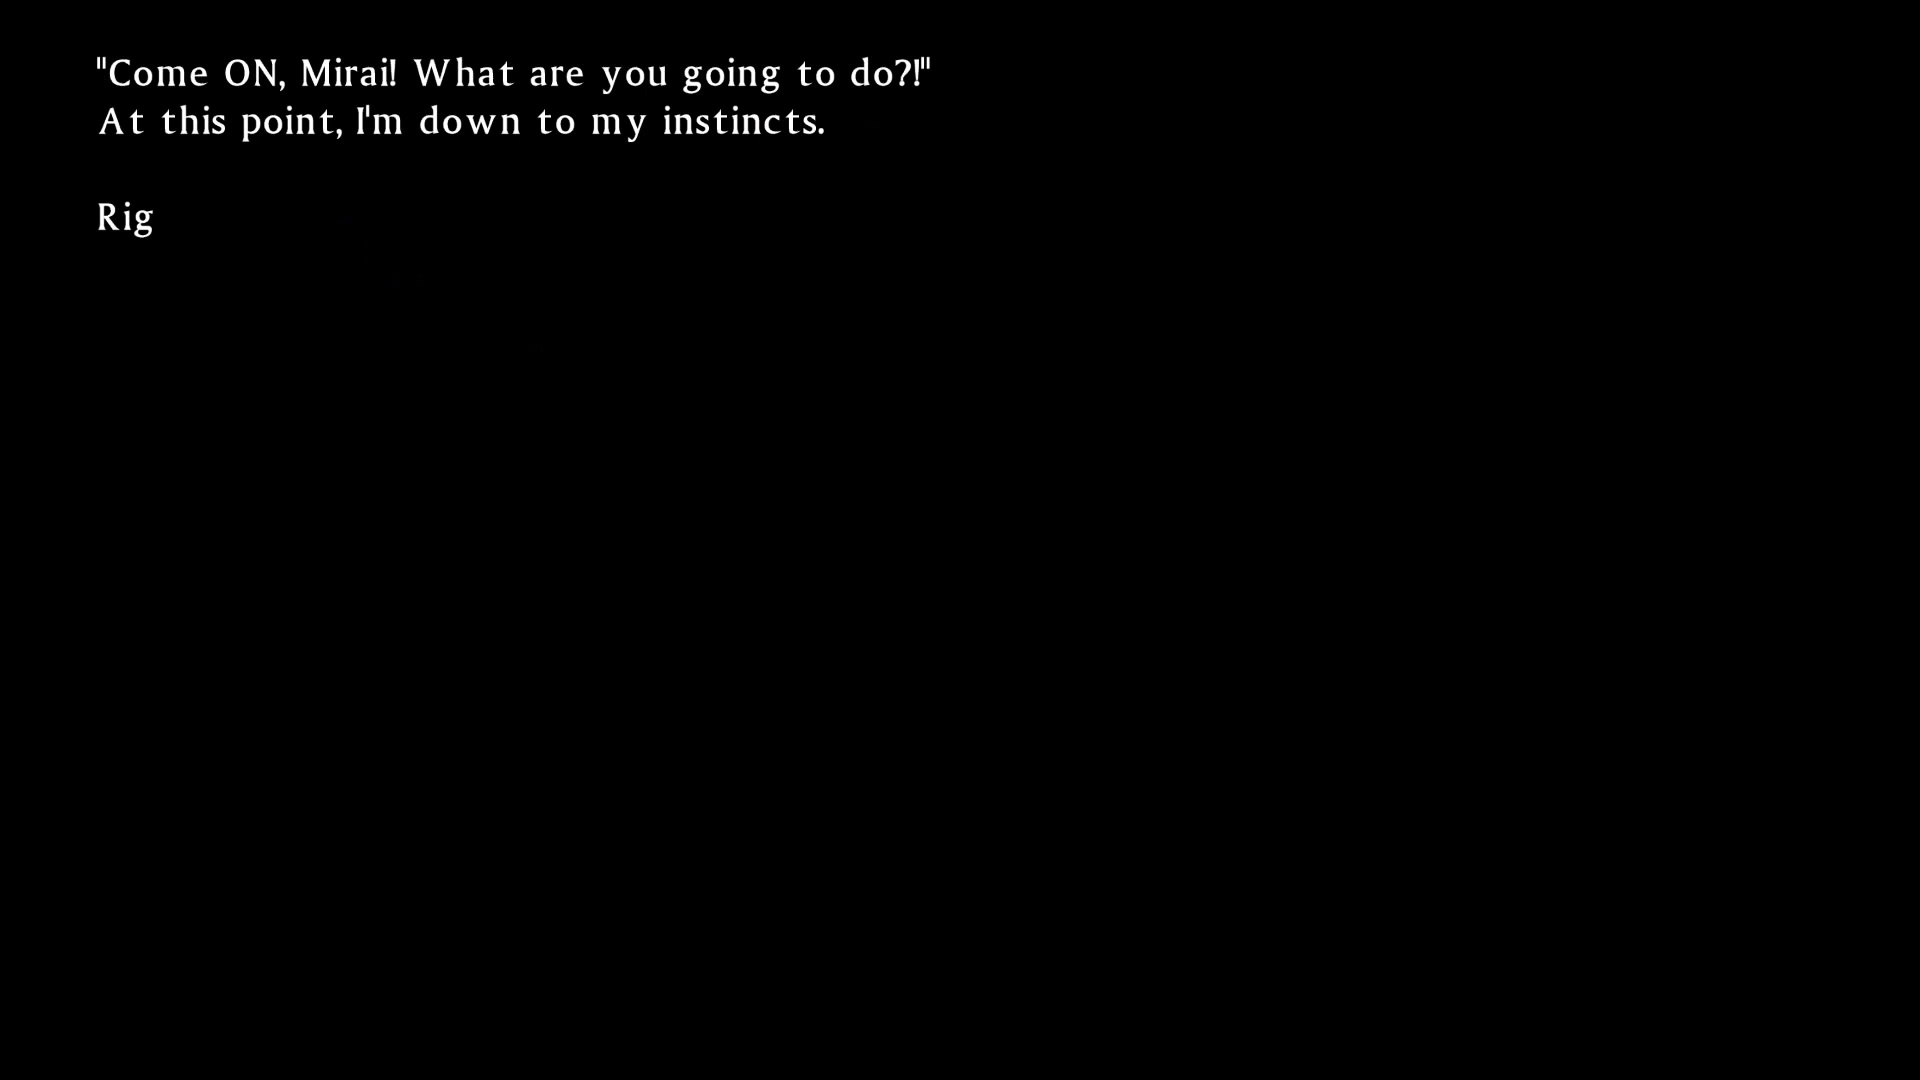 "Come ON, Mirai! What are you going to do?!"
At this point, I'm down to my instincts.
Rig